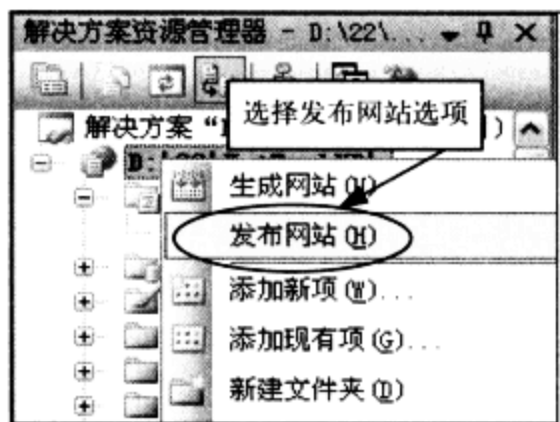 解决方案资源管理器 - D:\22\...
选择发布网站选项
解决方案 “
生成网站(U)
发布网站(H)
添加新项(W)...
添加现有项(G)...
新建文件夹(D)